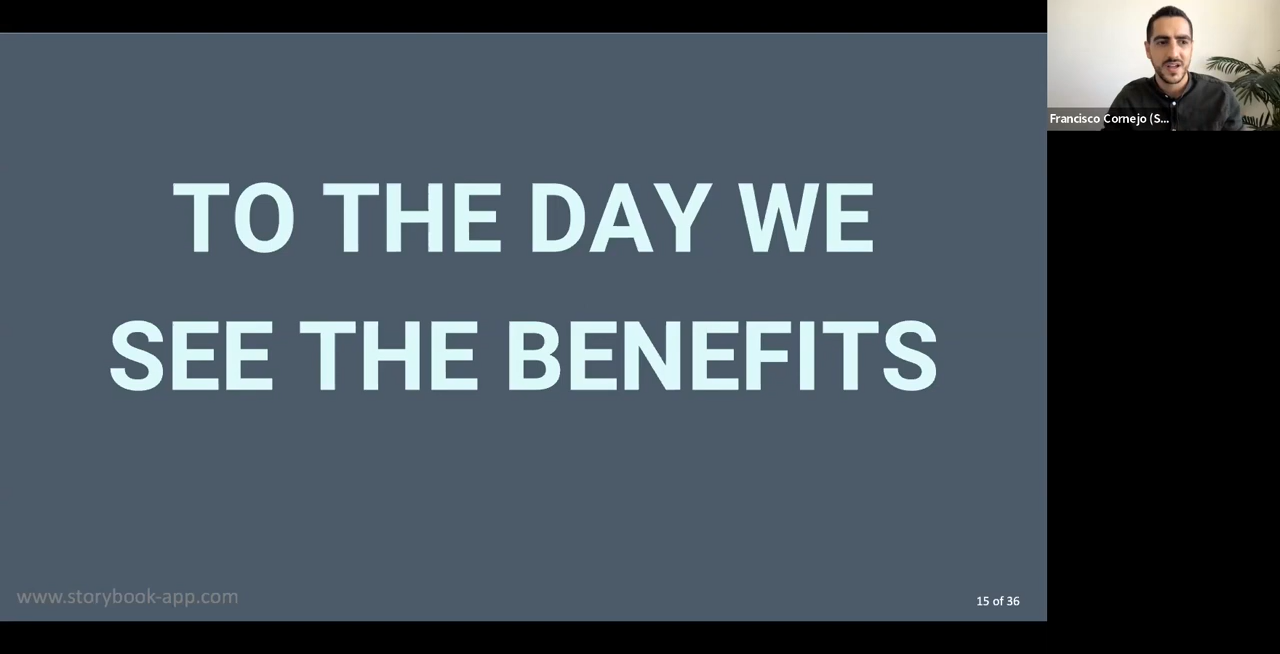 TO THE DAY WE
SEE THE BENEFITS
www.storybook-app.com
15 of 36
Francisco Cornejo (S...